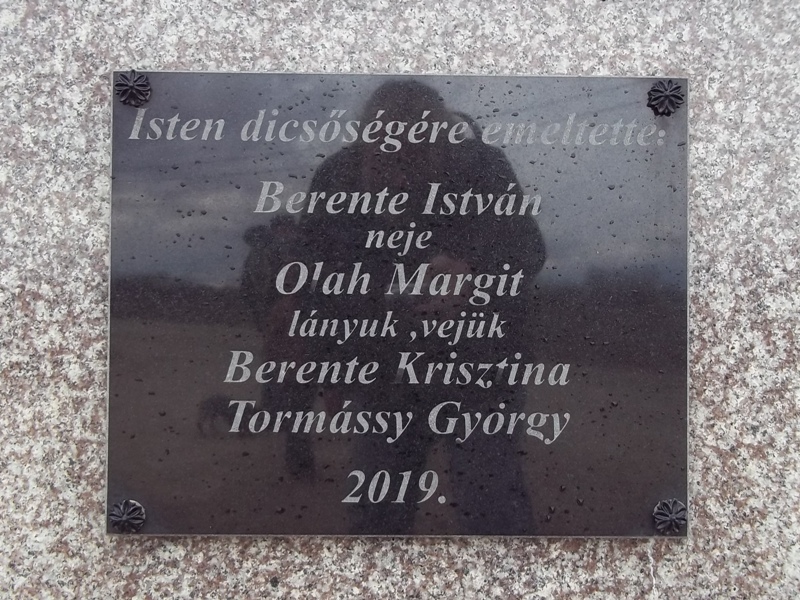 Isten dicsőségére emeltette:
Berente István
neje
Olah Margit
lányuk ,vejük
Berente Krisztina
Tormássy György
2019.